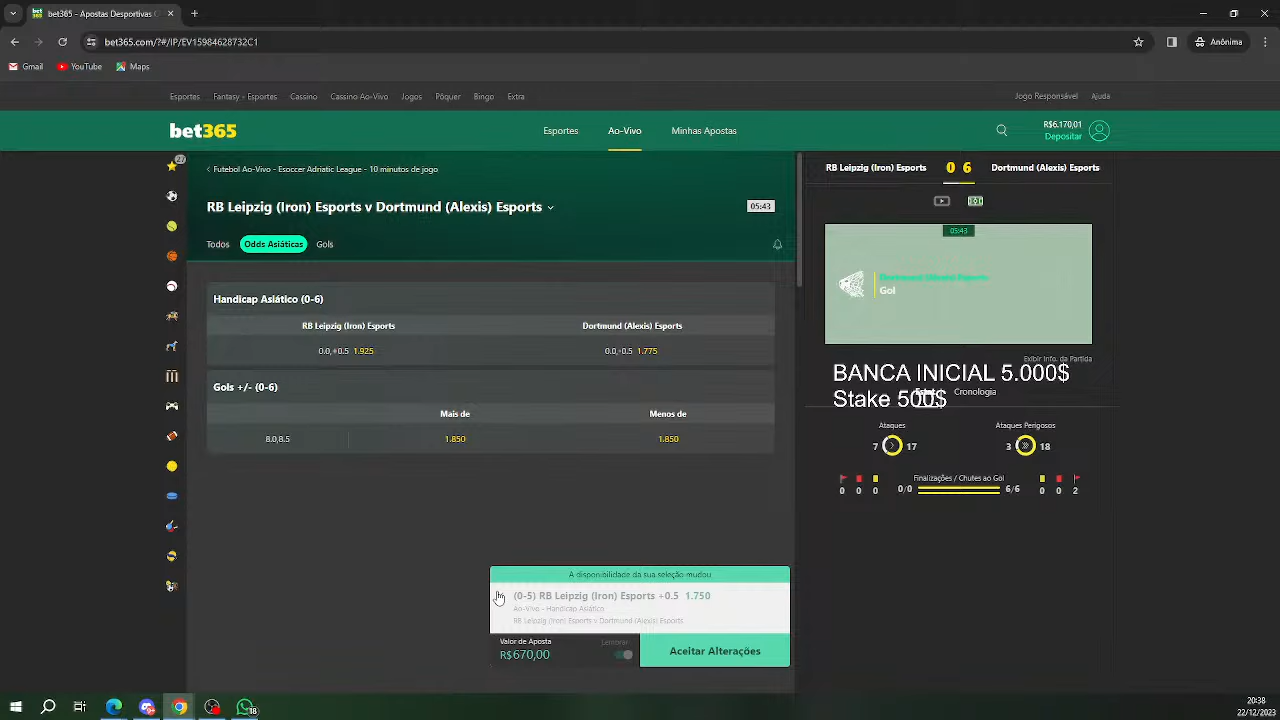 bet365 - Apostas Desportivas
bet365.com/?#/IP/EV15984628732C1
Anônima
Gmail
YouTube
Maps
Esportes
Fantasy - Esportes
Cassino
Cassino Ao-Vivo
Jogos
Pôquer
Bingo
Extra
Jogo Responsável
Ajuda
bet365
Esportes
Ao-Vivo
Minhas Apostas
R$6.170,01
Depositar
27
Futebol Ao-Vivo - Esoccer Adriatic League - 10 minutos de jogo
RB Leipzig (Iron) Esports v Dortmund (Alexis) Esports
05:43
Todos
Odds Asiáticas
Gols
Handicap Asiático (0-6)
RB Leipzig (Iron) Esports
Dortmund (Alexis) Esports
0.0,+0.5 1.925
0.0,-0.5 1.775
Gols +/- (0-6)
Mais de
Menos de
8.0,8.5
1.850
1.850
RB Leipzig (Iron) Esports
0 6
Dortmund (Alexis) Esports
05:43
Gol
Exibir Info. da Partida
BANCA INICIAL 5.000$
Stake 500$
Cronologia
Ataques
7 17
Ataques Perigosos
3 18
Finalizações / Chutes ao Gol
0 0 0
0/0
6/6
0 0 2
A disponibilidade da sua seleção mudou
(0-5) RB Leipzig (Iron) Esports +0.5 1.750
Ao-Vivo - Handicap Asiático
RB Leipzig (Iron) Esports v Dortmund (Alexis) Esports
Valor de Aposta
Lembrar
R$670,00
Aceitar Alterações
18
20:38
22/12/2023